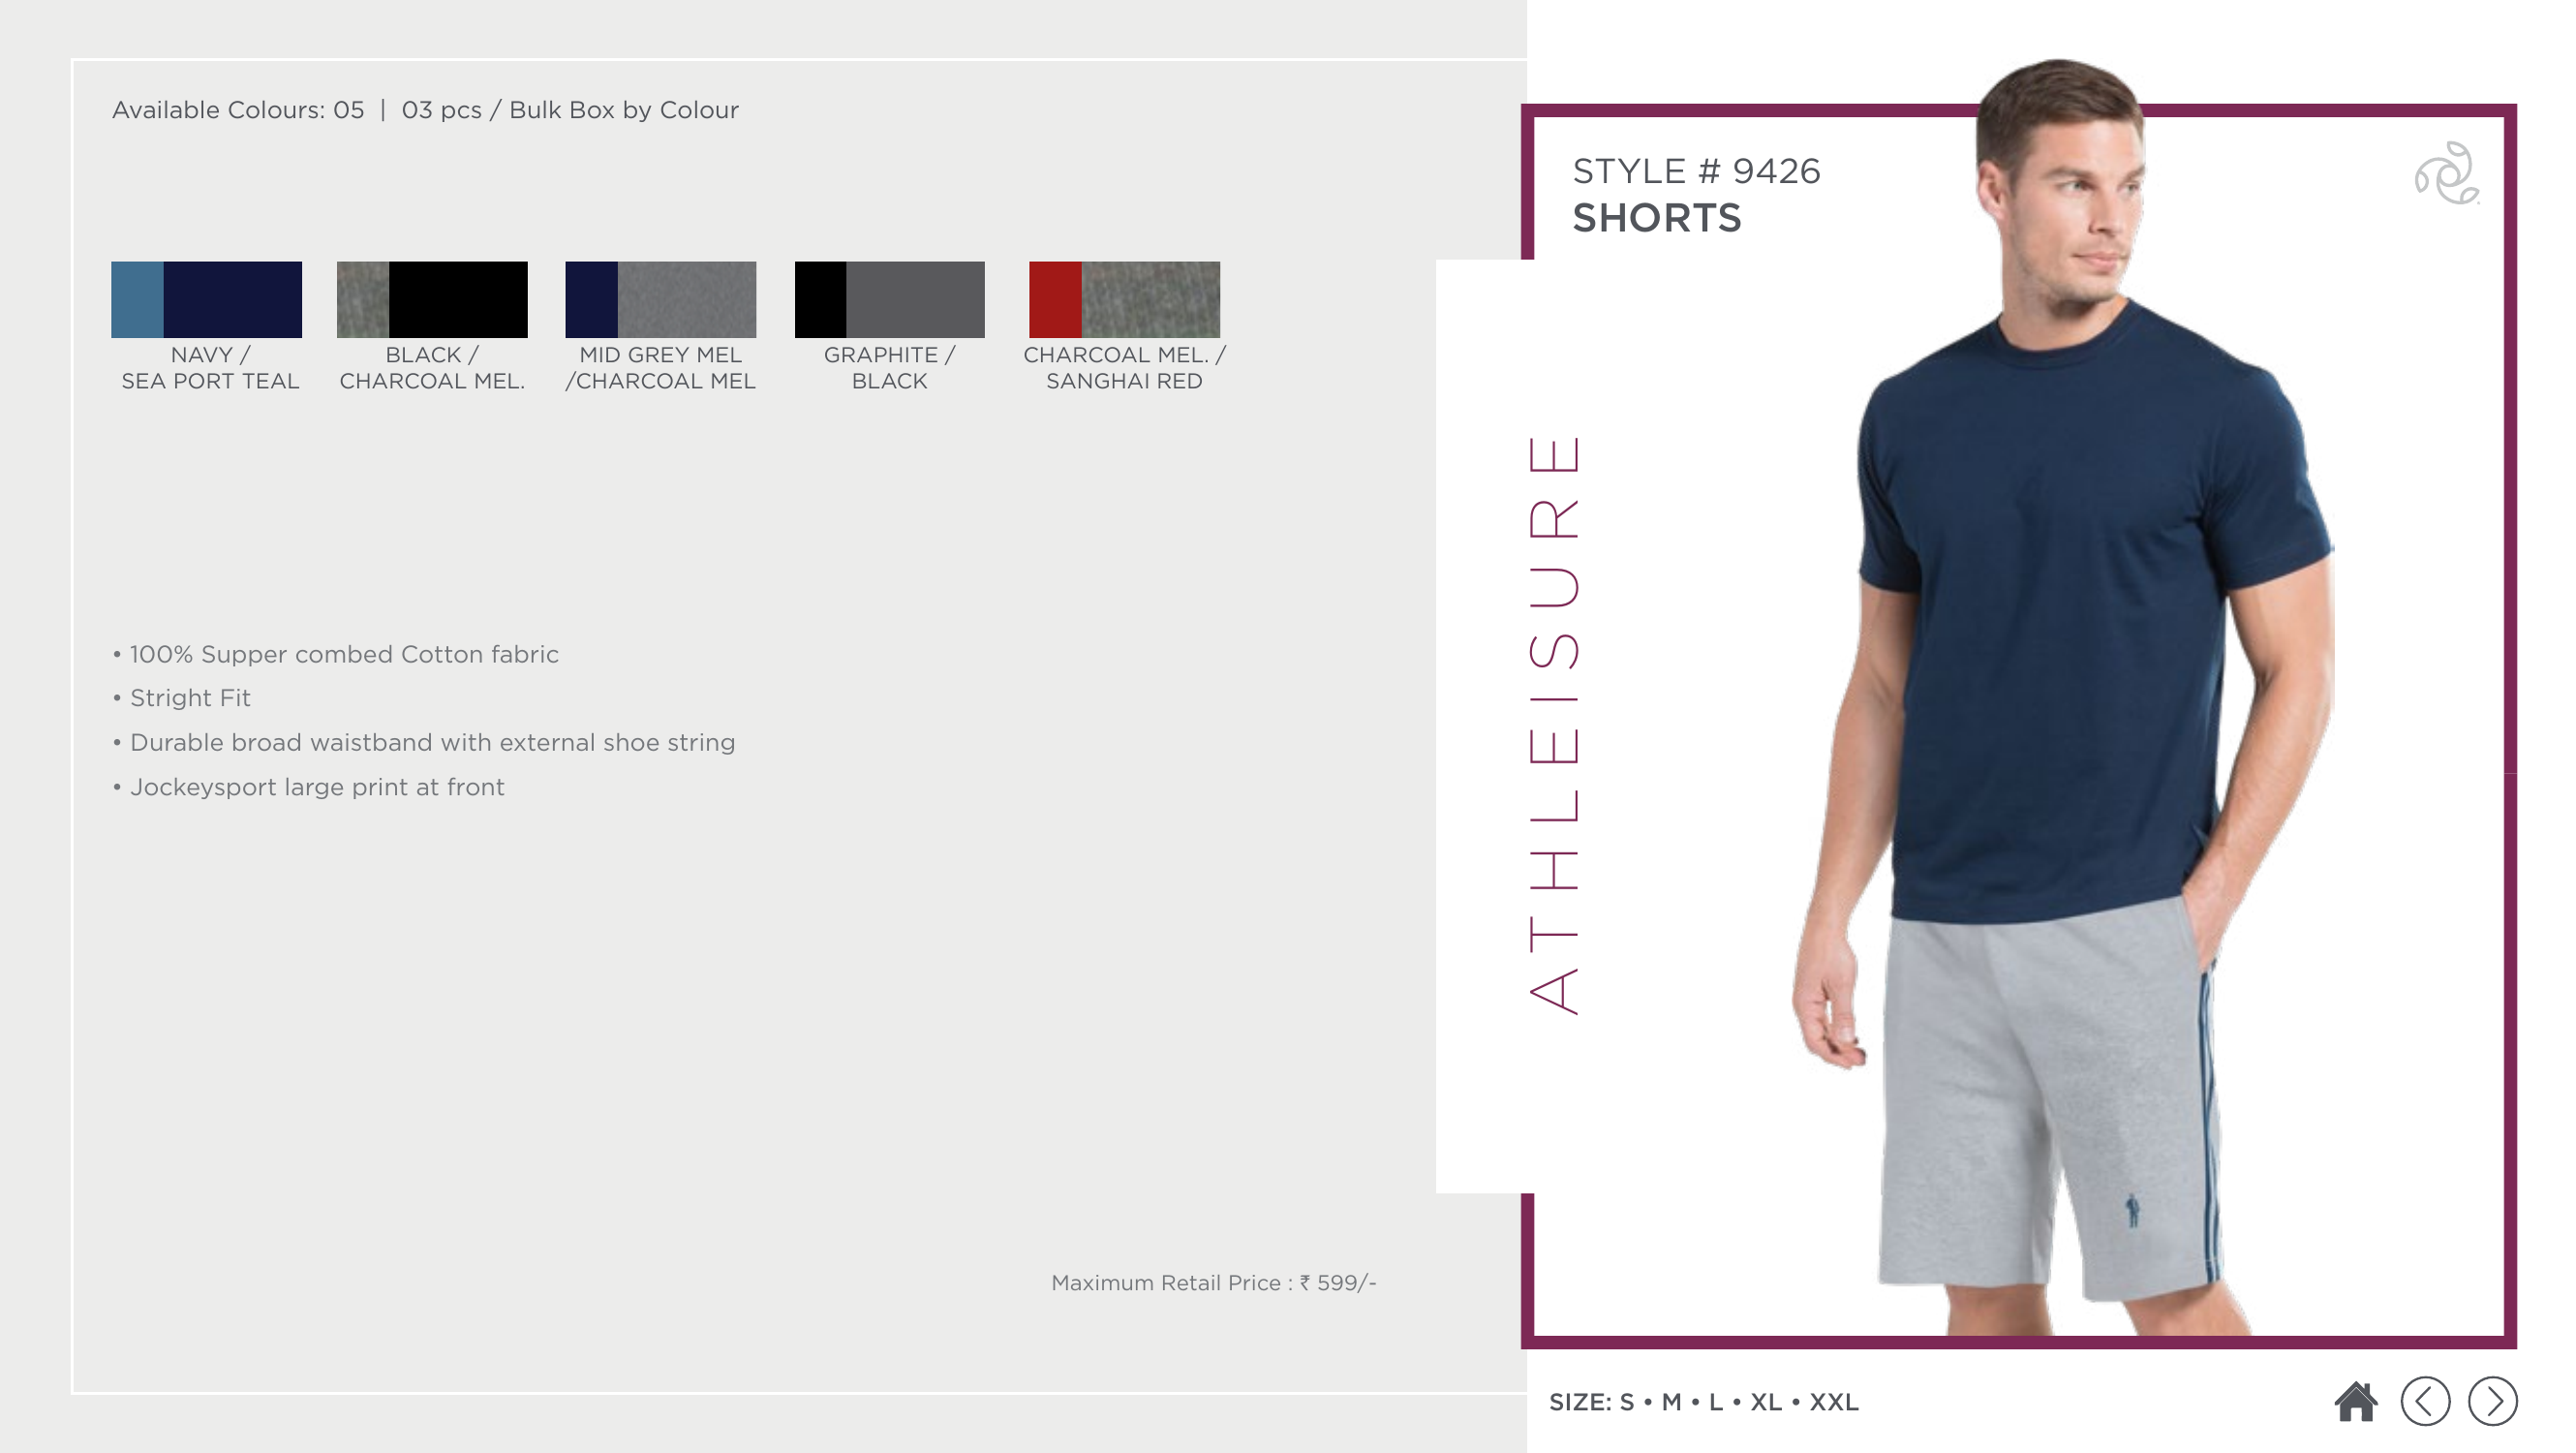 Available Colours: 05 | 03 pcs / Bulk Box by Colour
NAVY /
SEA PORT TEAL
BLACK /
CHARCOAL MEL.
MID GREY MEL
/CHARCOAL MEL
GRAPHITE /
BLACK
CHARCOAL MEL. /
SANGHAI RED
• 100% Supper combed Cotton fabric
• Stright Fit
• Durable broad waistband with external shoe string
• Jockeysport large print at front
Maximum Retail Price : ₹ 599/-
STYLE # 9426
SHORTS
ATHLEISURE
SIZE: S • M • L • XL • XXL